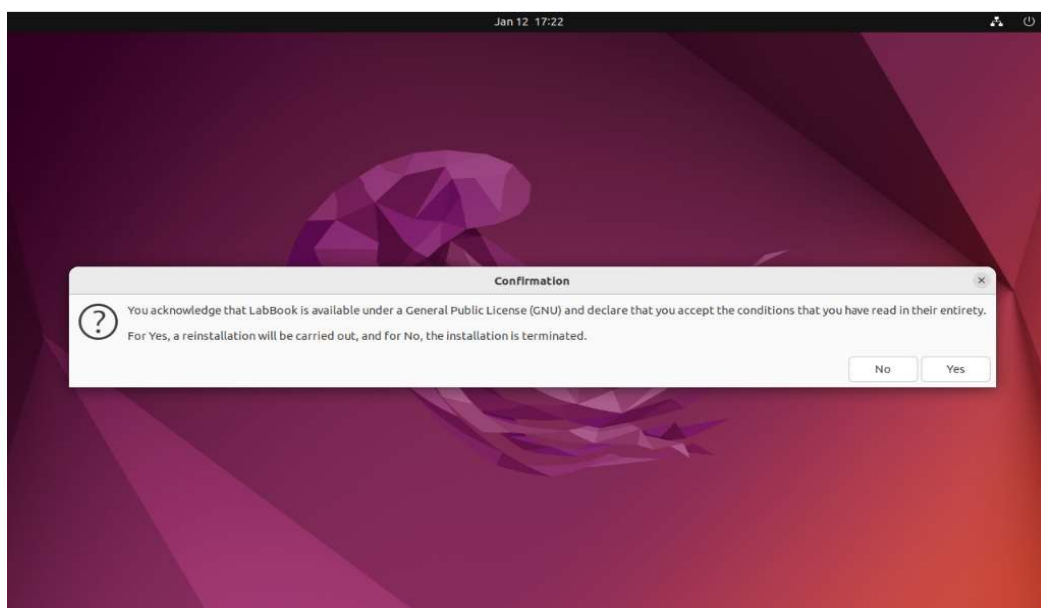 Jan 12 17:22
Confirmation
You acknowledge that LabBook is available under a General Public License (GNU) and declare that you accept the conditions that you have read in their entirety.
For Yes, a reinstallation will be carried out, and for No, the installation is terminated.
No
Yes